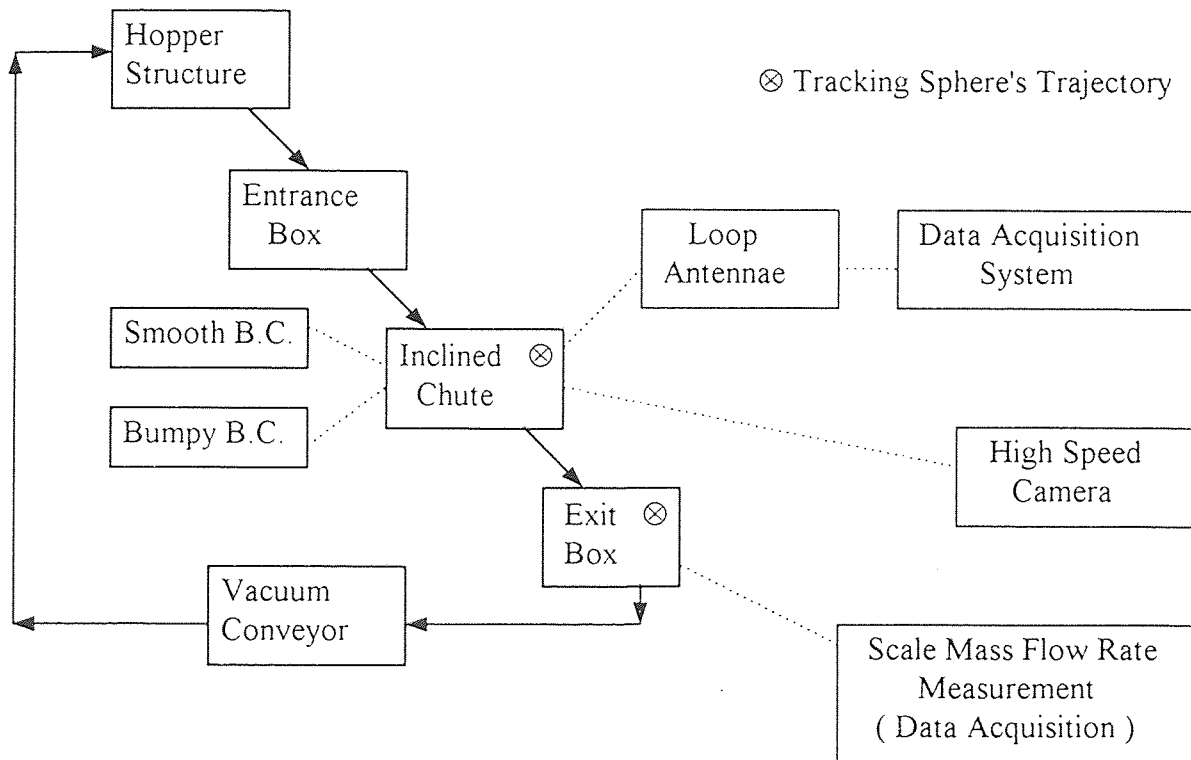 Hopper
Structure
⊗ Tracking Sphere's Trajectory
Entrance
Box
Loop
Antennae
Data Acquisition
System
Smooth B.C.
Inclined ⊗
Chute
Bumpy B.C.
High Speed
Camera
Exit ⊗
Box
Vacuum
Conveyor
Scale Mass Flow Rate
Measurement
( Data Acquisition )